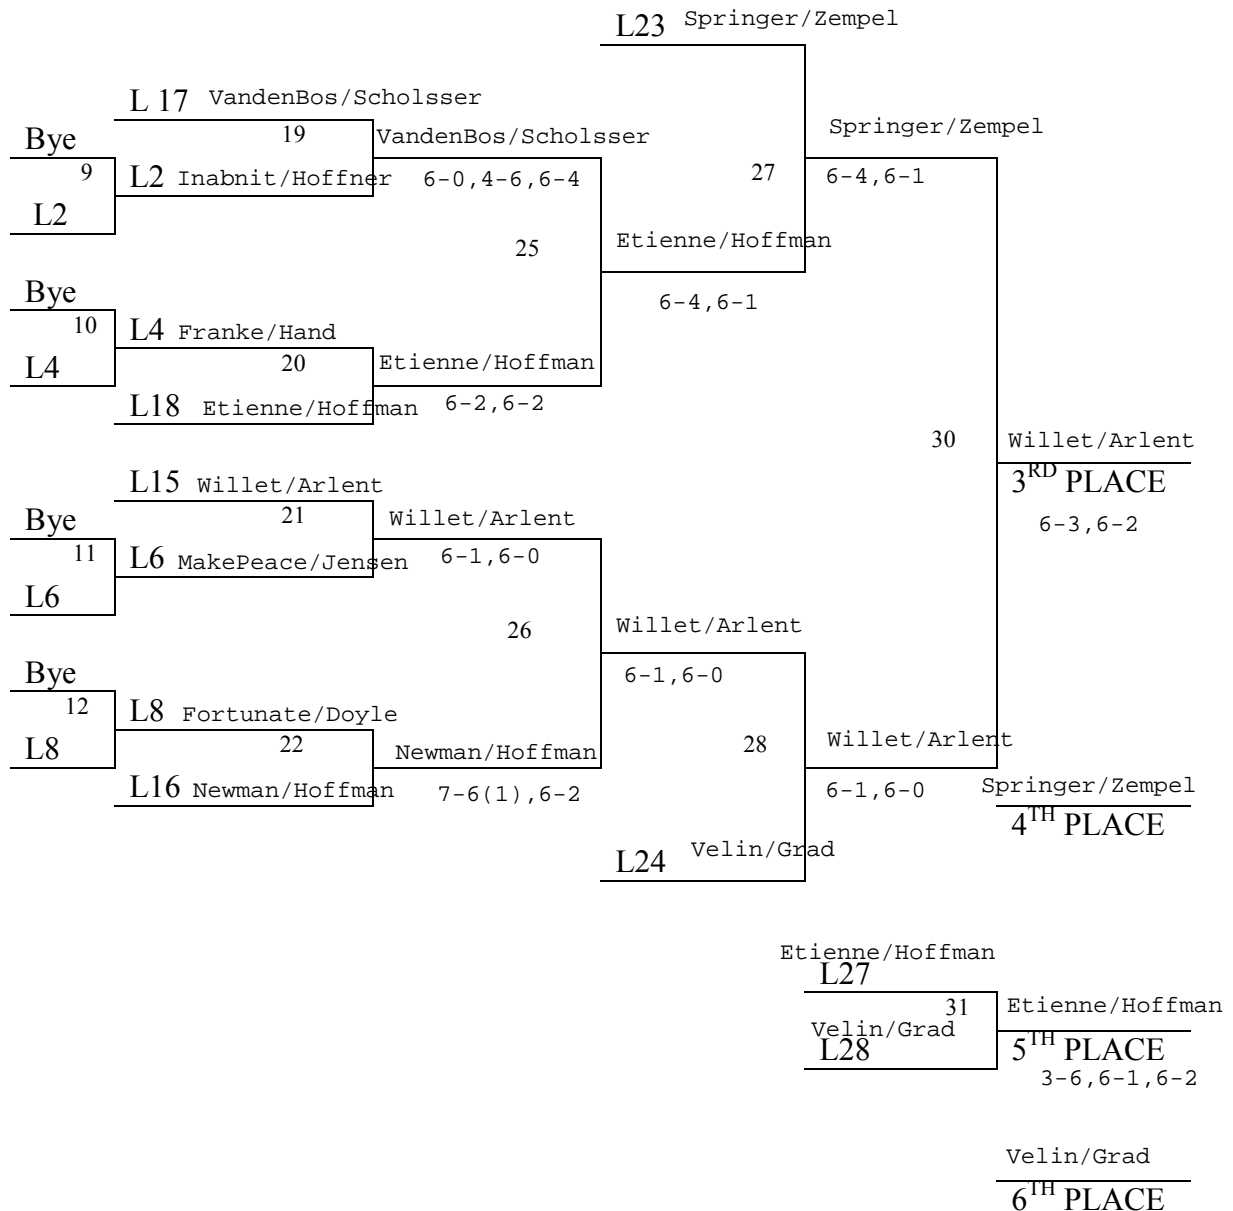 L23 Springer/Zempel
L 17 VandenBos/Scholsser
19
VandenBos/Scholsser
Springer/Zempel
Bye
9
L2 Inabnit/Hoffner
6-0,4-6,6-4
27
6-4,6-1
L2
25
Etienne/Hoffman
Bye
6-4,6-1
10
L4 Franke/Hand
20
Etienne/Hoffman
L4
L18 Etienne/Hoffman
6-2,6-2
30
Willet/Arlent
3RD PLACE
6-3,6-2
L15 Willet/Arlent
21
Willet/Arlent
Bye
11
L6 MakePeace/Jensen
6-1,6-0
L6
26
Willet/Arlent
6-1,6-0
Bye
12
L8 Fortunate/Doyle
22
Newman/Hoffman
28
Willet/Arlent
L8
L16 Newman/Hoffman
7-6(1),6-2
6-1,6-0
Springer/Zempel
4TH PLACE
L24 Velin/Grad
Etienne/Hoffman
L27
31
Etienne/Hoffman
Velin/Grad
L28
5TH PLACE
3-6,6-1,6-2
Velin/Grad
6TH PLACE